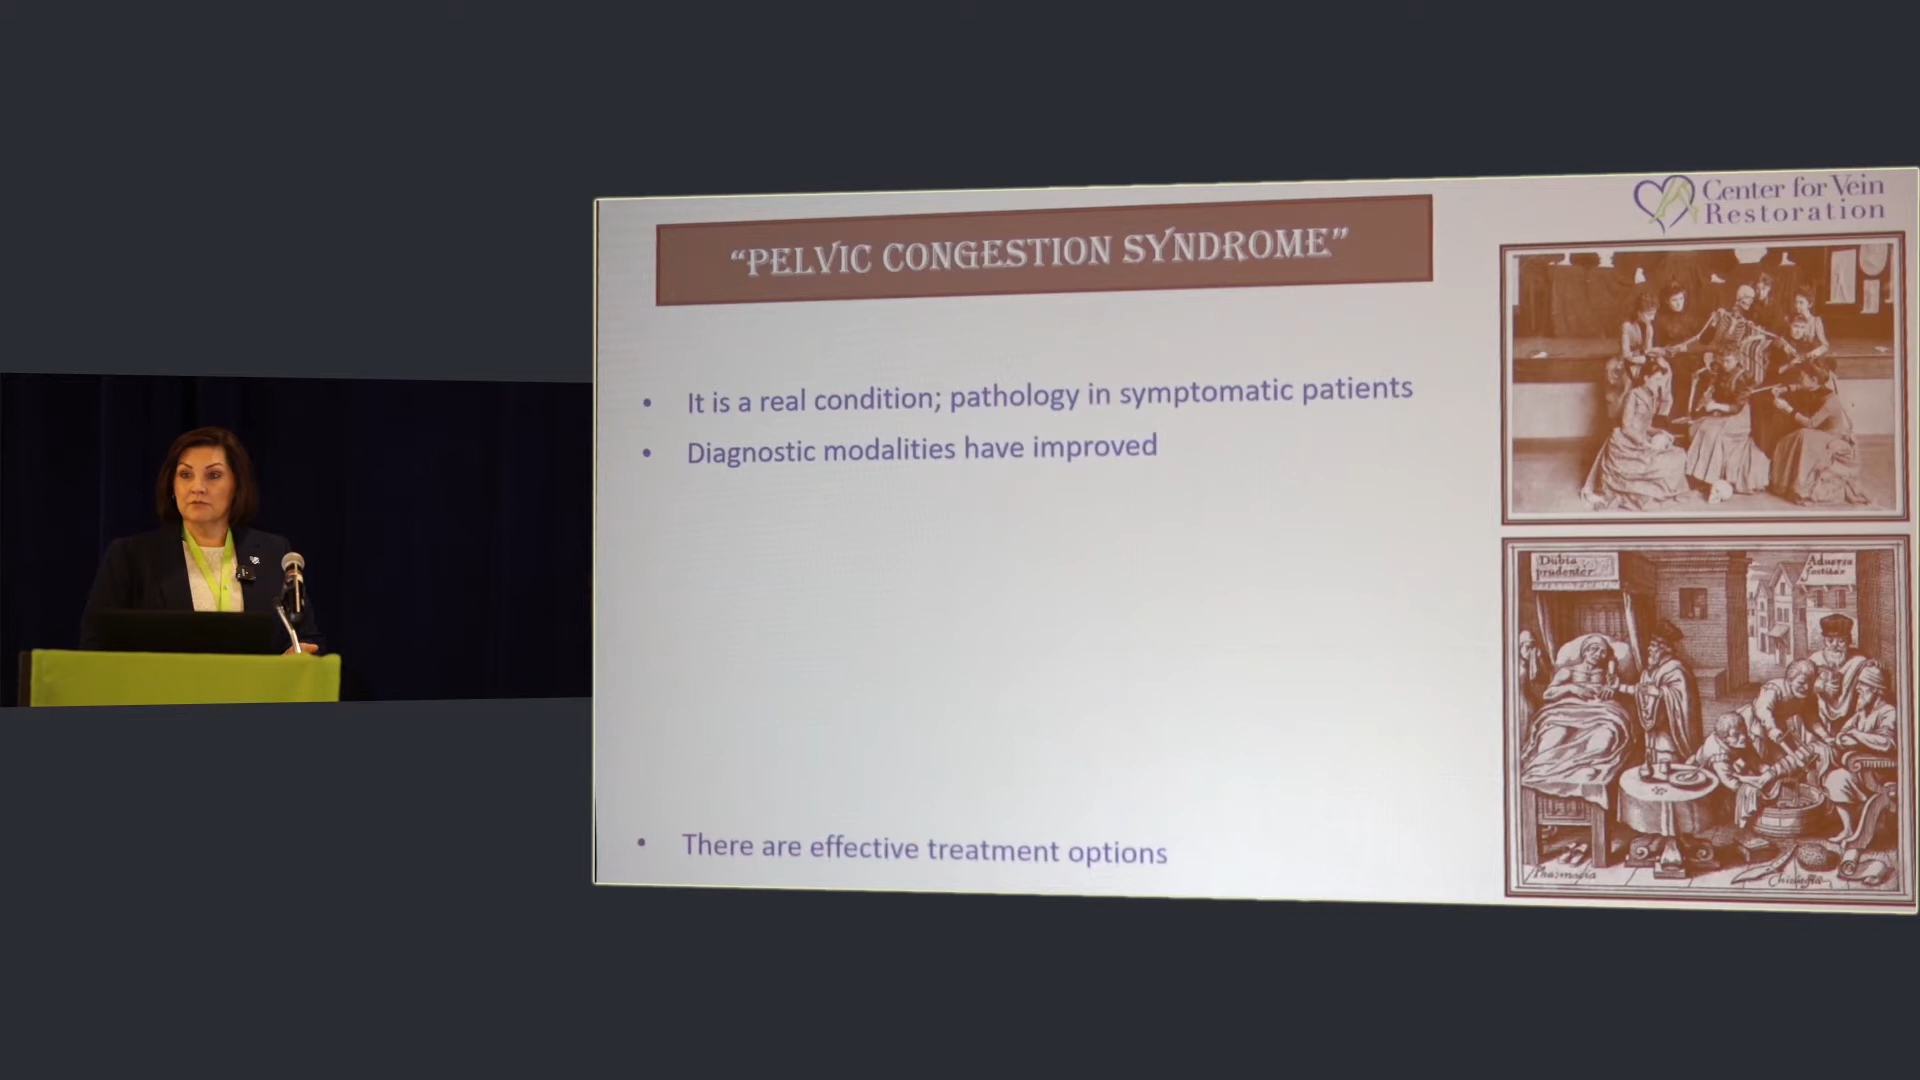 Center for Vein
Restoration
“PELVIC CONGESTION SYNDROME”
• It is a real condition; pathology in symptomatic patients
• Diagnostic modalities have improved
• There are effective treatment options
Dubia
prudenter
Adversa
Pharmacia